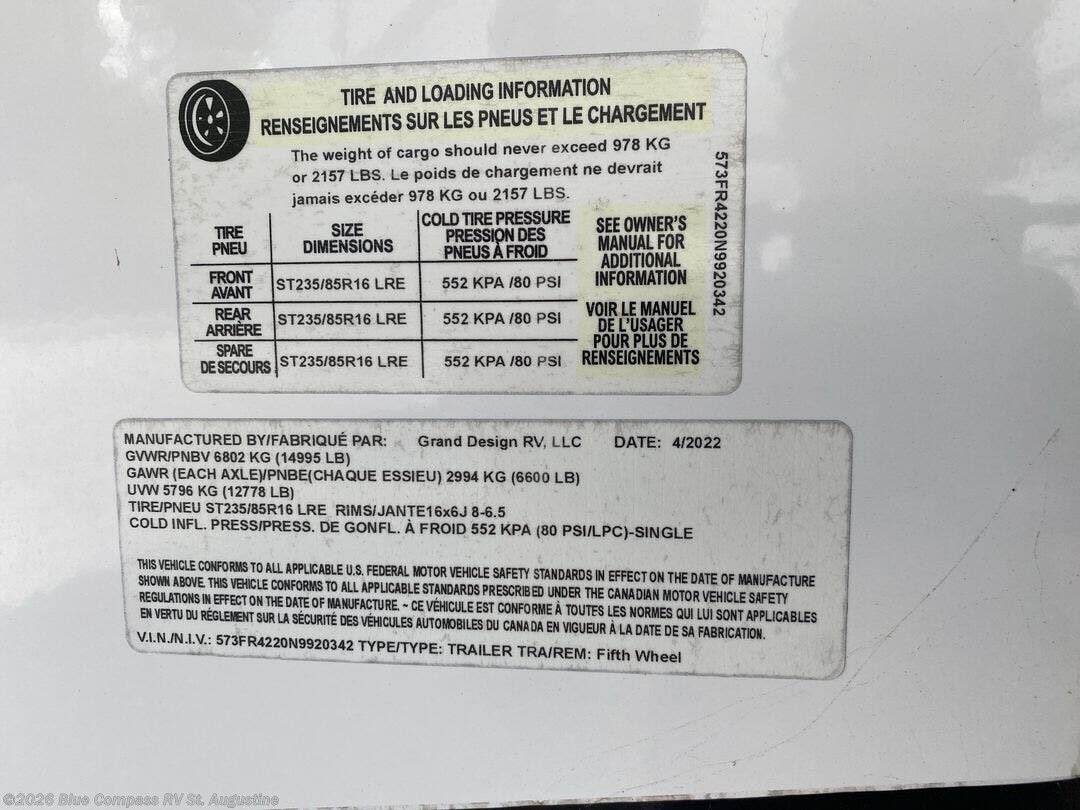 TIRE AND LOADING INFORMATION
RENSEIGNEMENTS SUR LES PNEUS ET LE CHARGEMENT
The weight of cargo should never exceed 978 KG
or 2157 LBS. Le poids de chargement ne devrait
jamais excéder 978 KG ou 2157 LBS.
TIRE PNEU
SIZE DIMENSIONS
COLD TIRE PRESSURE PRESSION DES PNEUS À FROID
FRONT AVANT
ST235/85R16 LRE
552 KPA /80 PSI
REAR ARRIÈRE
ST235/85R16 LRE
552 KPA /80 PSI
SPARE DE SECOURS
ST235/85R16 LRE
552 KPA /80 PSI
SEE OWNER'S
MANUAL FOR
ADDITIONAL
INFORMATION
VOIR LE MANUEL
DE L'USAGER
POUR PLUS DE
RENSEIGNEMENTS
573FR4220N9920342
MANUFACTURED BY/FABRIQUÉ PAR: Grand Design RV, LLC DATE: 4/2022
GVWR/PNBV 6802 KG (14995 LB)
GAWR (EACH AXLE)/PNBE(CHAQUE ESSIEU) 2994 KG (6600 LB)
UVW 5796 KG (12778 LB)
TIRE/PNEU ST235/85R16 LRE RIMS/JANTE16x6J 8-6.5
COLD INFL. PRESS/PRESS. DE GONFL. À FROID 552 KPA (80 PSI/LPC)-SINGLE
THIS VEHICLE CONFORMS TO ALL APPLICABLE U.S. FEDERAL MOTOR VEHICLE SAFETY STANDARDS IN EFFECT ON THE DATE OF MANUFACTURE
SHOWN ABOVE. THIS VEHICLE CONFORMS TO ALL APPLICABLE STANDARDS PRESCRIBED UNDER THE CANADIAN MOTOR VEHICLE SAFETY
REGULATIONS IN EFFECT ON THE DATE OF MANUFACTURE. ~ CE VÉHICULE EST CONFORME À TOUTES LES NORMES QUI LUI SONT APPLICABLES
EN VERTU DU RÉGLEMENT SUR LA SÉCURITÉ DES VÉHICULES AUTOMOBILES DU CANADA EN VIGUEUR À LA DATE DE SA FABRICATION.
V.I.N./N.I.V.: 573FR4220N9920342 TYPE/TYPE: TRAILER TRA/REM: Fifth Wheel
©2026 Blue Compass RV St. Augustine